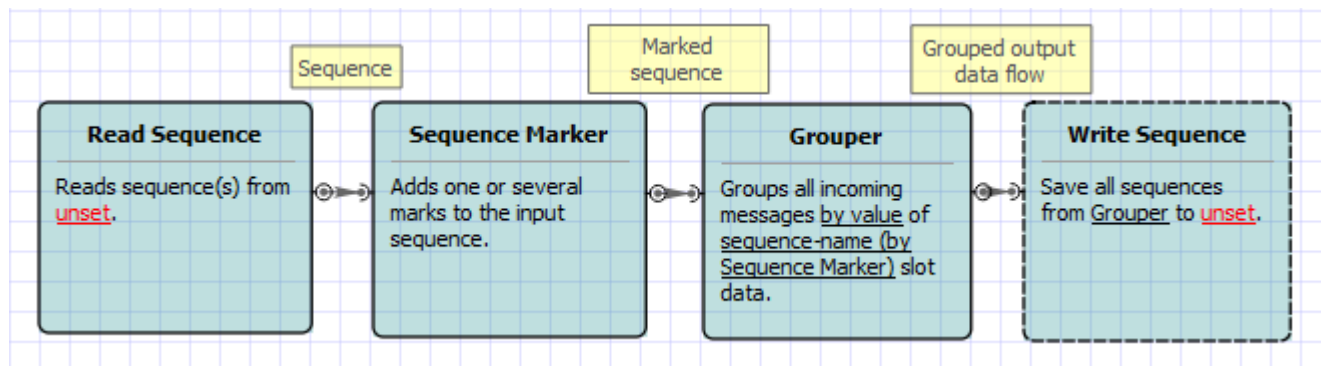 Sequence
Marked
sequence
Grouped output
data flow
Read Sequence
Reads sequence(s) from
unset.
Sequence Marker
Adds one or several
marks to the input
sequence.
Grouper
Groups all incoming
messages by value of
sequence-name (by
Sequence Marker) slot
data.
Write Sequence
Save all sequences
from Grouper to unset.